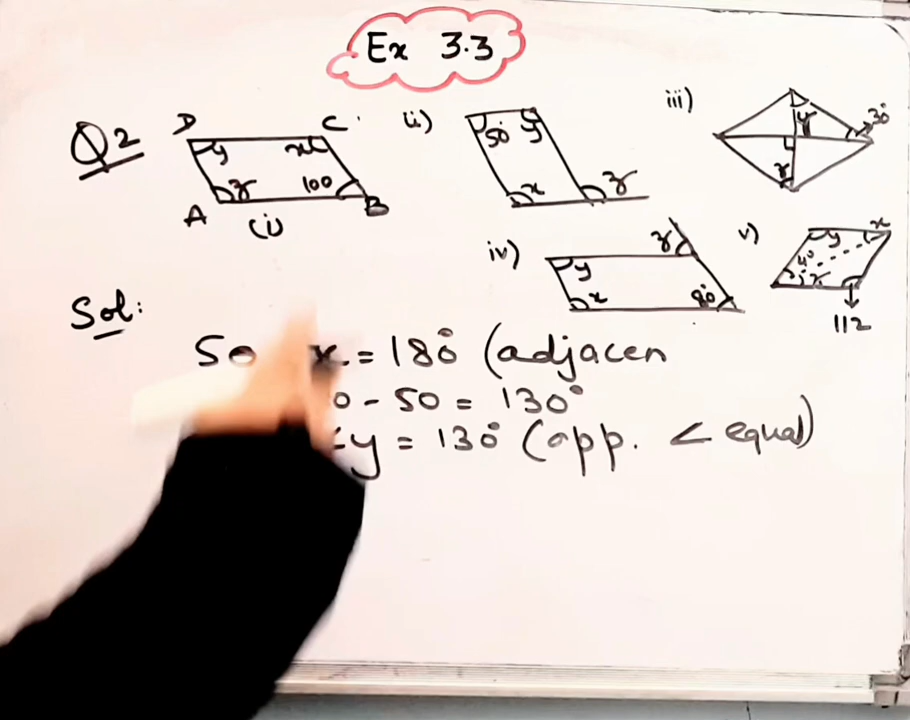 Ex 3.3
Q2
D C
y x
z 100
A B
(i)
(ii)
50° y
x z
iii)
y 30°
z
iv)
z
y
x 80°
v)
y x
40
z
112
Sol:
50 x = 180° (adjacen
0 - 50 = 130°
y = 130° (opp. < equal)